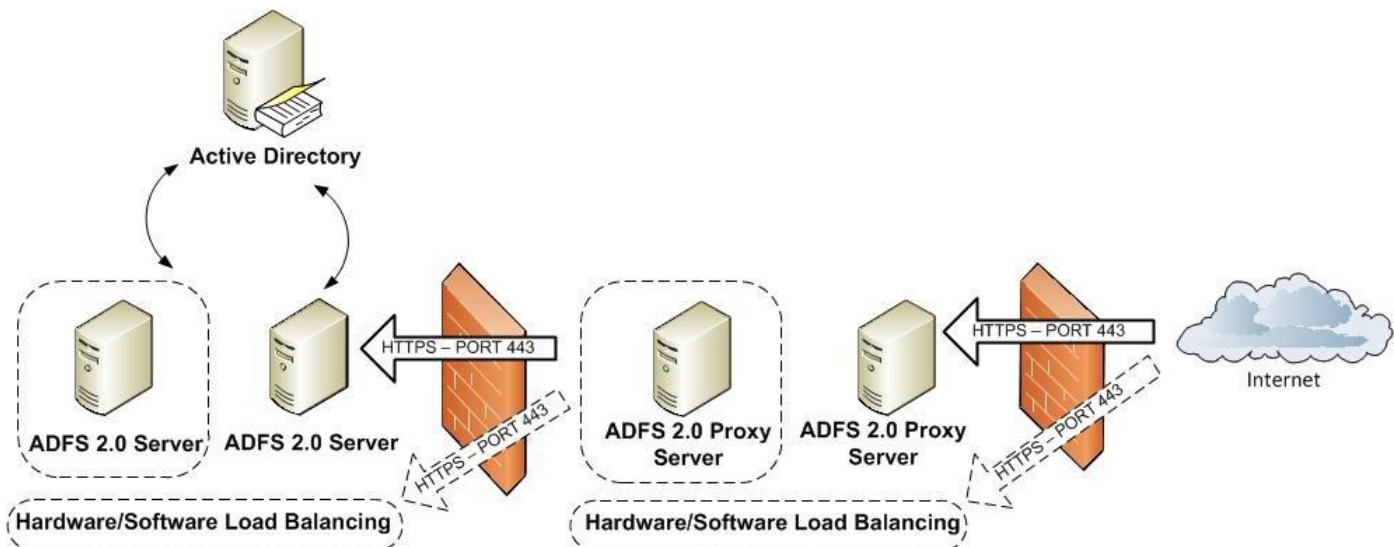 Active Directory
HTTPS – PORT 443
HTTPS – PORT 443
Internet
HTTPS – PORT 443
HTTPS – PORT 443
ADFS 2.0 Server
ADFS 2.0 Server
ADFS 2.0 Proxy
Server
ADFS 2.0 Proxy
Server
Hardware/Software Load Balancing
Hardware/Software Load Balancing